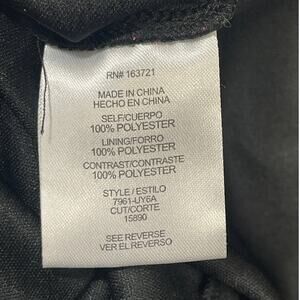 RN# 163721
MADE IN CHINA
HECHO EN CHINA
SELF/CUERPO
100% POLYESTER
LINING/FORRO
100% POLYESTER
CONTRAST/CONTRASTE
100% POLYESTER
STYLE / ESTILO
7961-UY6A
CUT/CORTE
15890
SEE REVERSE
VER EL REVERSO